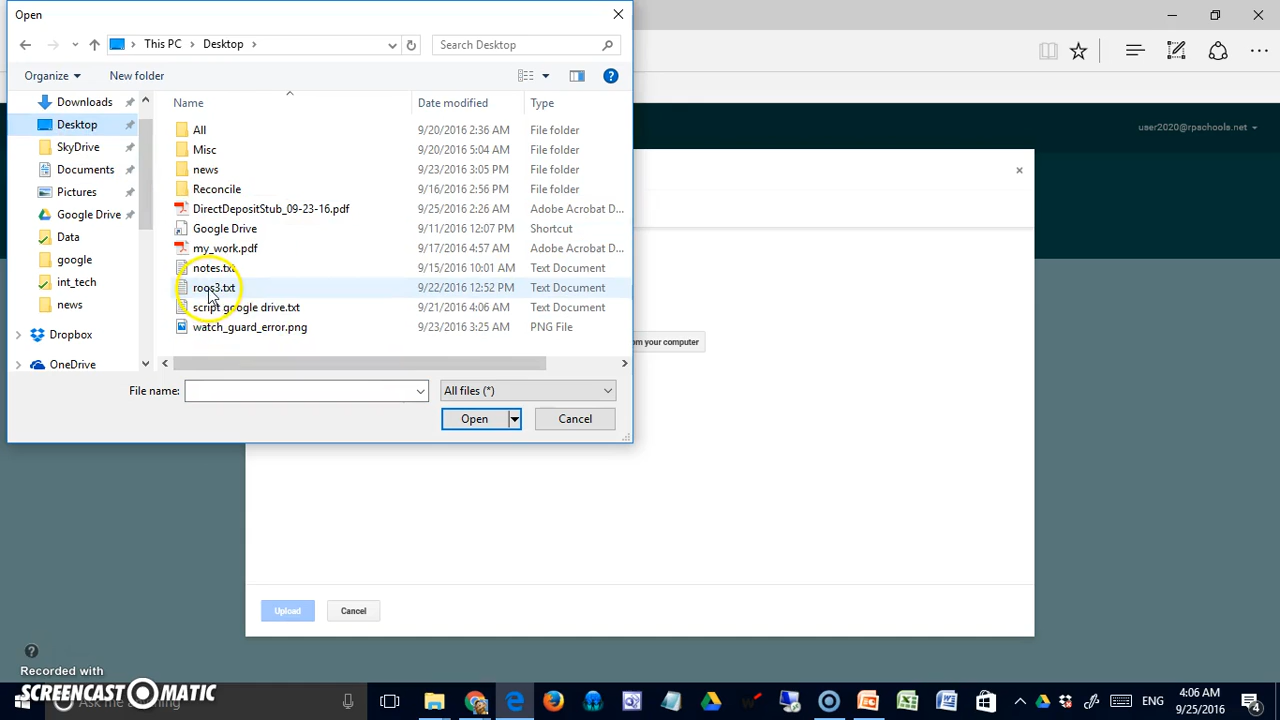 Open
This PC Desktop
Search Desktop
Organize New folder
Name Date modified Type
Downloads
Desktop
SkyDrive
Documents
Pictures
Google Drive
Data
google
int_tech
news
Dropbox
OneDrive
All 9/20/2016 2:36 AM File folder
Misc 9/20/2016 5:04 AM File folder
news 9/23/2016 3:05 PM File folder
Reconcile 9/16/2016 2:56 PM File folder
DirectDepositStub_09-23-16.pdf 9/25/2016 2:26 AM Adobe Acrobat D...
Google Drive 9/11/2016 12:07 PM Shortcut
my_work.pdf 9/17/2016 4:57 AM Adobe Acrobat D...
notes.txt 9/15/2016 10:01 AM Text Document
roos3.txt 9/22/2016 12:52 PM Text Document
script google drive.txt 9/21/2016 4:06 AM Text Document
watch_guard_error.png 9/23/2016 3:25 AM PNG File
File name: All files (*)
Open Cancel
user2020@rpschools.net
×
om your computer
Upload Cancel
Recorded with
SCREENCAST-O-MATIC
Ask me anything
ENG
4:06 AM
9/25/2016
4